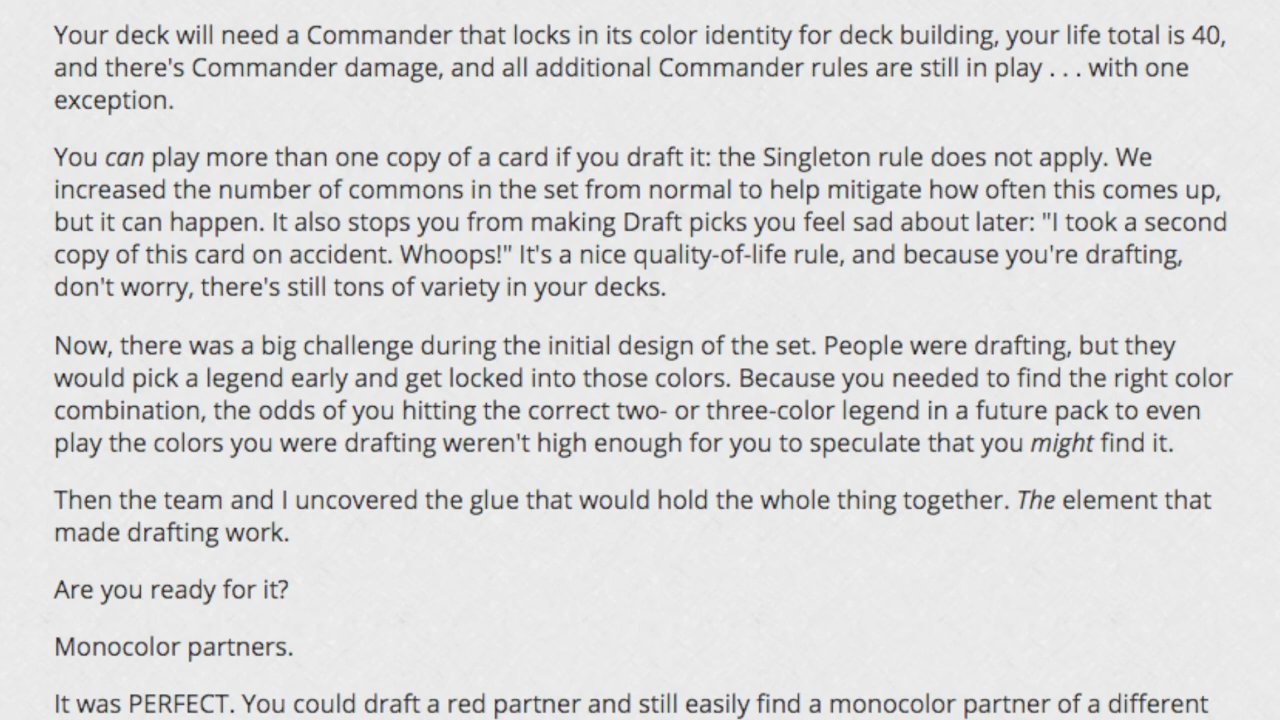 Your deck will need a Commander that locks in its color identity for deck building, your life total is 40,
and there's Commander damage, and all additional Commander rules are still in play . . . with one
exception.
You can play more than one copy of a card if you draft it: the Singleton rule does not apply. We
increased the number of commons in the set from normal to help mitigate how often this comes up,
but it can happen. It also stops you from making Draft picks you feel sad about later: "I took a second
copy of this card on accident. Whoops!" It's a nice quality-of-life rule, and because you're drafting,
don't worry, there's still tons of variety in your decks.
Now, there was a big challenge during the initial design of the set. People were drafting, but they
would pick a legend early and get locked into those colors. Because you needed to find the right color
combination, the odds of you hitting the correct two- or three-color legend in a future pack to even
play the colors you were drafting weren't high enough for you to speculate that you might find it.
Then the team and I uncovered the glue that would hold the whole thing together. The element that
made drafting work.
Are you ready for it?
Monocolor partners.
It was PERFECT. You could draft a red partner and still easily find a monocolor partner of a different